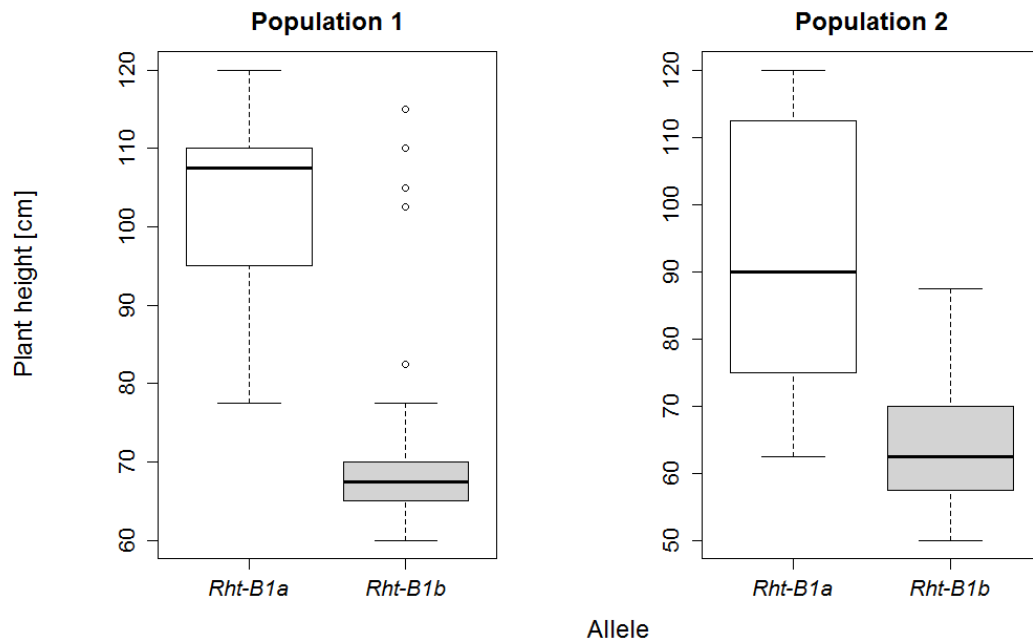 Population 1
Population 2
Plant height [cm]
120
110
100
90
80
70
60
Rht-B1a
Rht-B1b
120
110
100
90
80
70
60
50
Rht-B1a
Rht-B1b
Allele